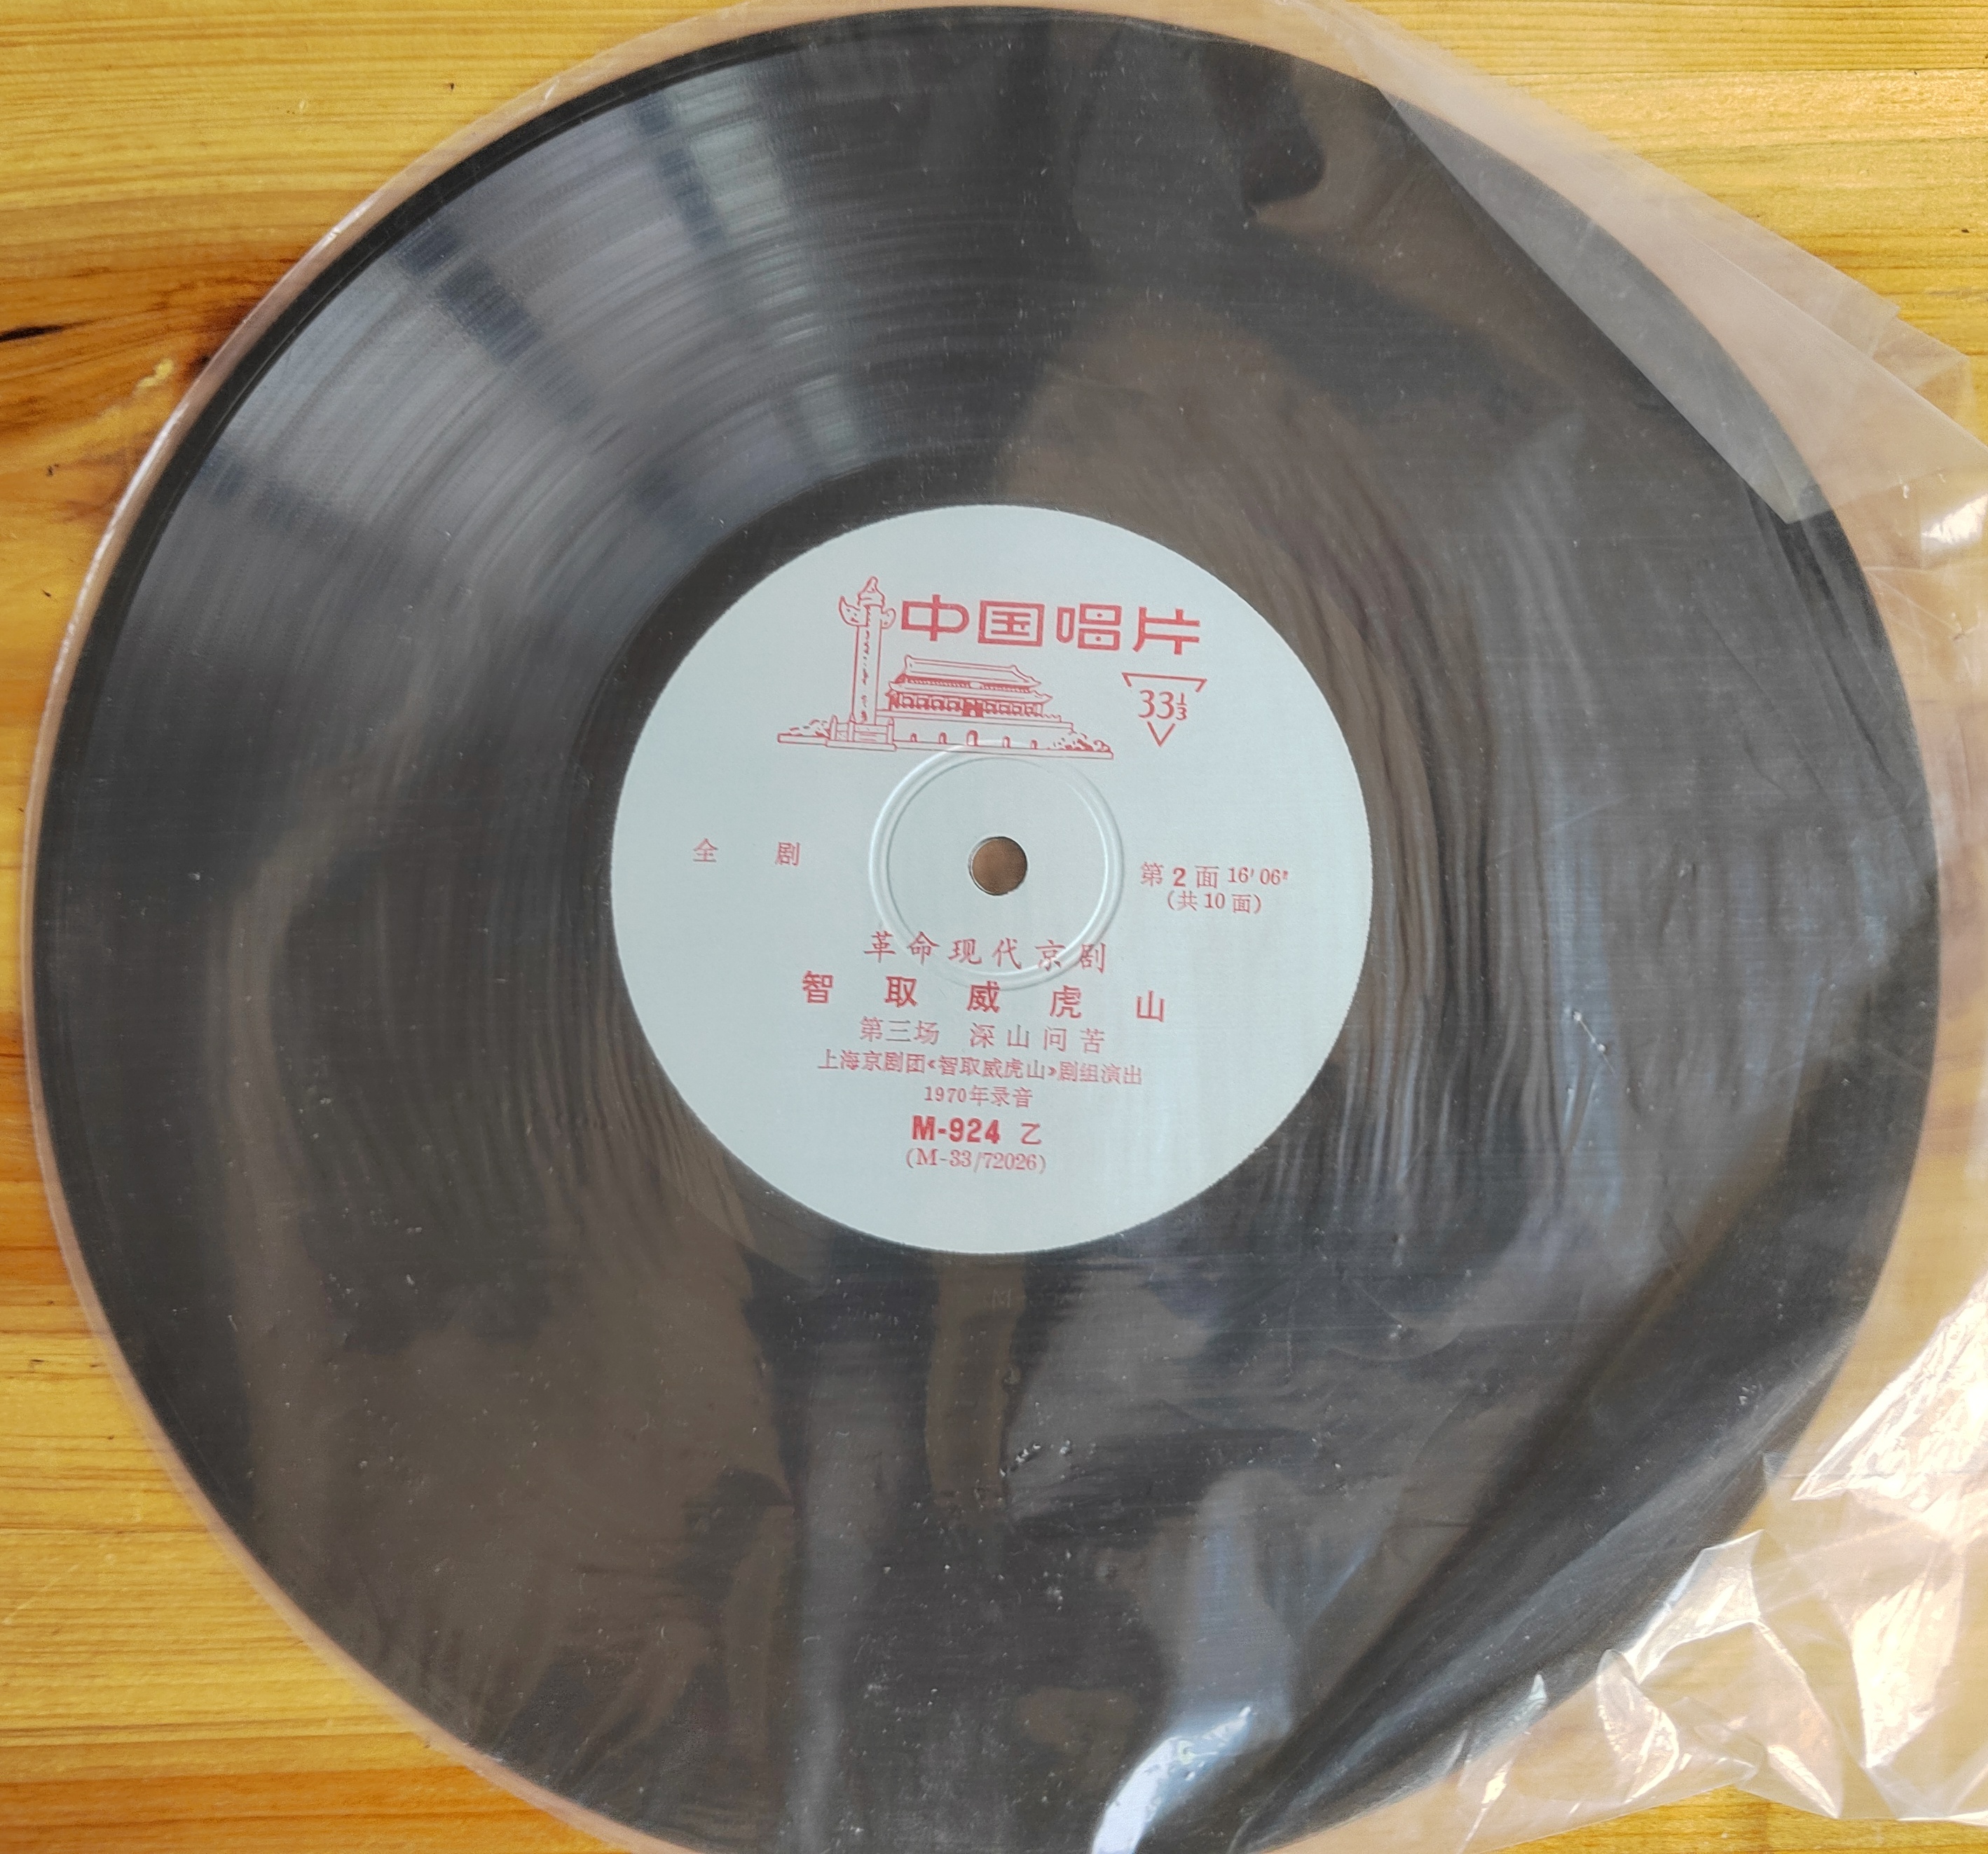 中国唱片
33⅓
全剧
第2面 16′06″
(共10面)
革命现代京剧
智取威虎山
第三场 深山问苦
上海京剧团《智取威虎山》剧组演出
1970年录音
M-924 乙
(M-33/72026)